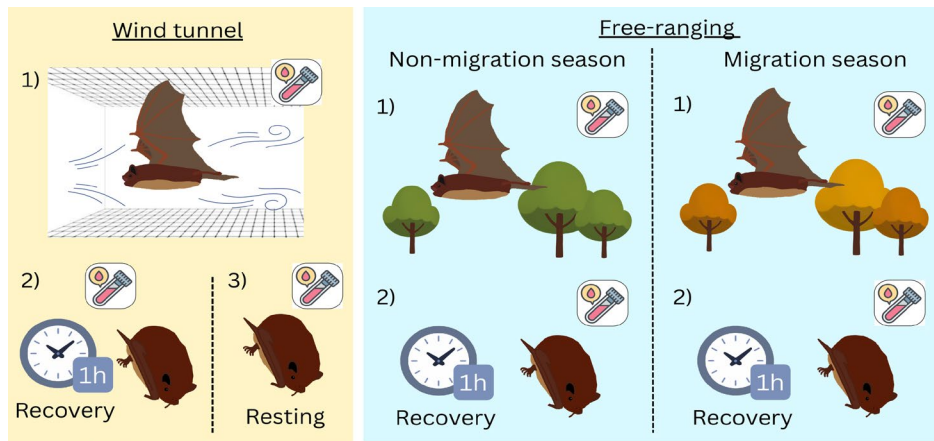 Wind tunnel
1)
2)
1h
Recovery
3)
Resting
Free-ranging
Non-migration season
1)
2)
1h
Recovery
Migration season
1)
2)
1h
Recovery